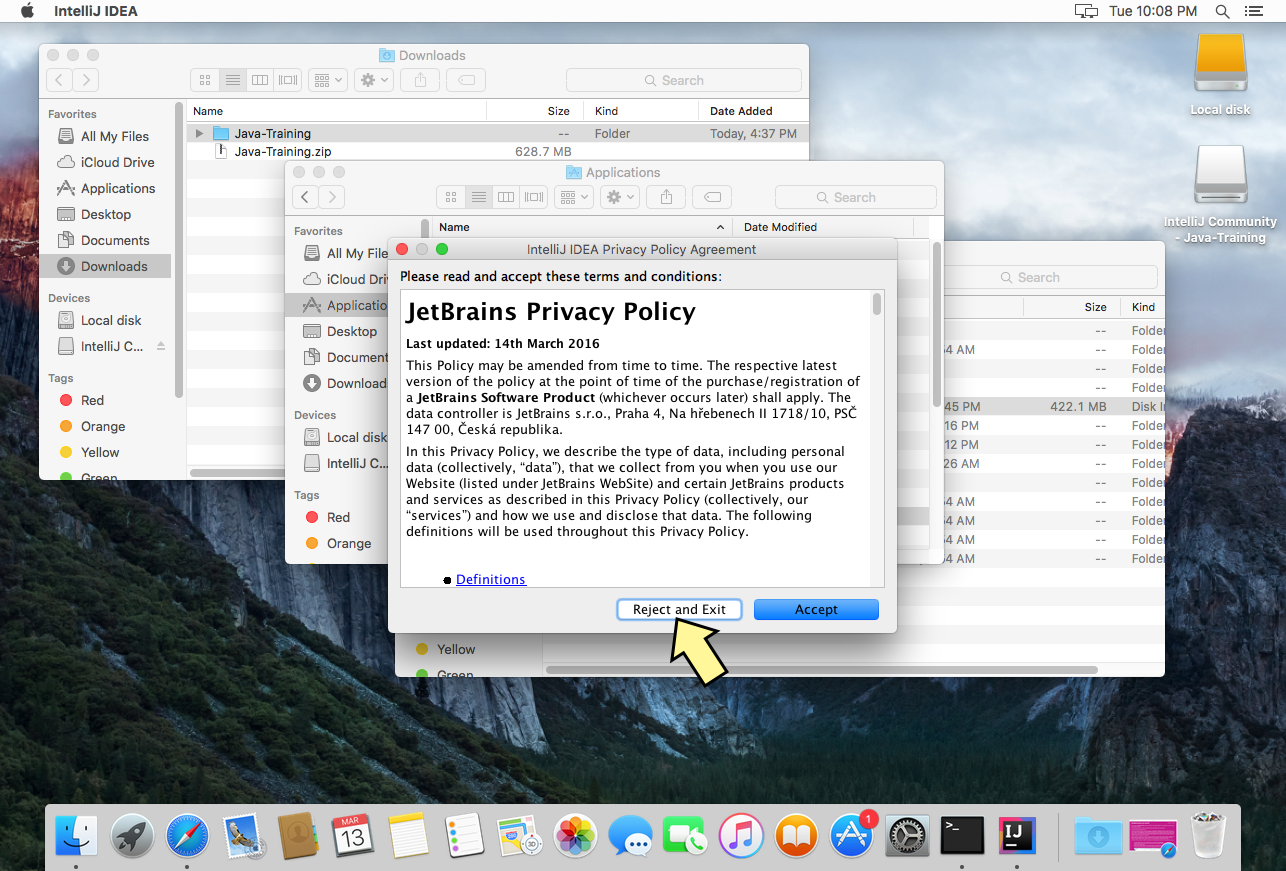 IntelliJ IDEA
Tue 10:08 PM
Local disk
IntelliJ Community
- Java-Training
Downloads
Search
Favorites
All My Files
iCloud Drive
Applications
Desktop
Documents
Downloads
Devices
Local disk
IntelliJ C...
Tags
Red
Orange
Yellow
Green
Name Size Kind Date Added
Java-Training -- Folder Today, 4:37 PM
Java-Training.zip 628.7 MB
Applications
Search
Name Date Modified
Favorites
All My File
iCloud Dri
Applicatio
Desktop
Document
Download
Devices
Local disk
IntelliJ C...
Tags
Red
Orange
IntelliJ IDEA Privacy Policy Agreement
Please read and accept these terms and conditions:
JetBrains Privacy Policy
Last updated: 14th March 2016
This Policy may be amended from time to time. The respective latest
version of the policy at the point of time of the purchase/registration of
a JetBrains Software Product (whichever occurs later) shall apply. The
data controller is JetBrains s.r.o., Praha 4, Na hřebenech II 1718/10, PSČ
147 00, Česká republika.
In this Privacy Policy, we describe the type of data, including personal
data (collectively, “data”), that we collect from you when you use our
Website (listed under JetBrains WebSite) and certain JetBrains products
and services as described in this Privacy Policy (collectively, our
“services”) and how we use and disclose that data. The following
definitions will be used throughout this Privacy Policy.
Definitions
Reject and Exit
Accept
Search
Size Kind
-- Folder
54 AM -- Folder
-- Folder
-- Folder
45 PM 422.1 MB Disk I
16 PM -- Folder
12 PM -- Folder
26 AM -- Folder
-- Folder
54 AM -- Folder
54 AM -- Folder
54 AM -- Folder
54 AM -- Folder
Yellow
Green
MAR
13
3D
1
>_
IJ